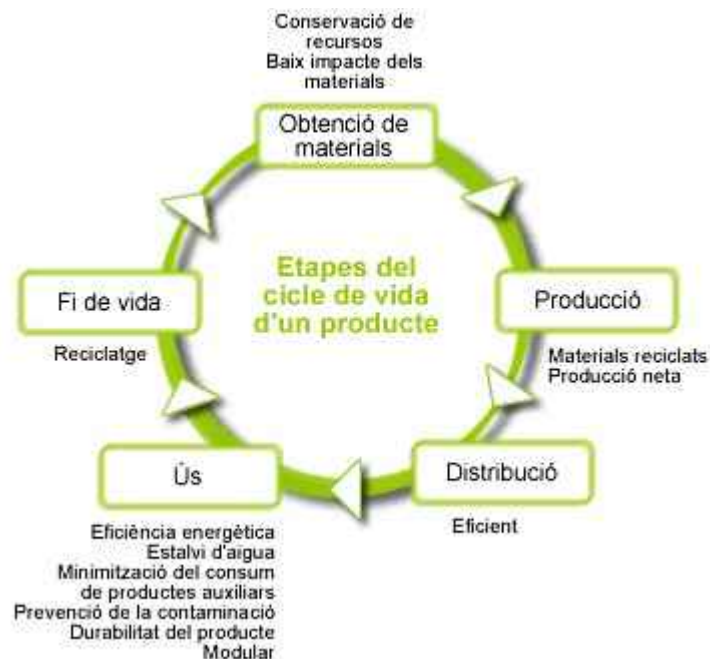 Conservació de
recursos
Baix impacte dels
materials
Obtenció de
materials
Etapes del
cicle de vida
d'un producte
Producció
Materials reciclats
Producció neta
Distribució
Eficient
Ús
Eficiència energètica
Estalvi d'aigua
Minimització del consum
de productes auxiliars
Prevenció de la contaminació
Durabilitat del producte
Modular
Fi de vida
Reciclatge